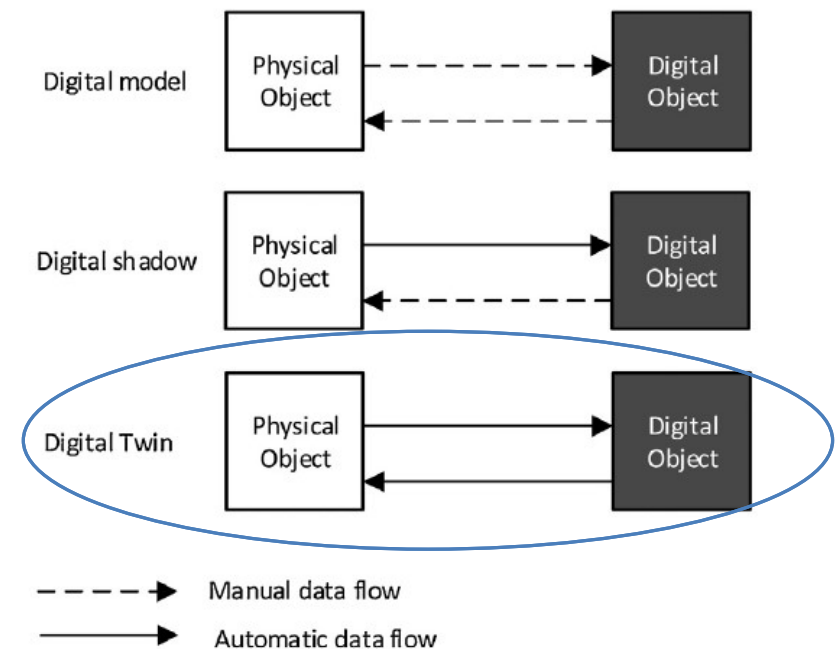 Digital model
Physical
Object
Digital
Object
Digital shadow
Physical
Object
Digital
Object
Digital Twin
Physical
Object
Digital
Object
Manual data flow
Automatic data flow